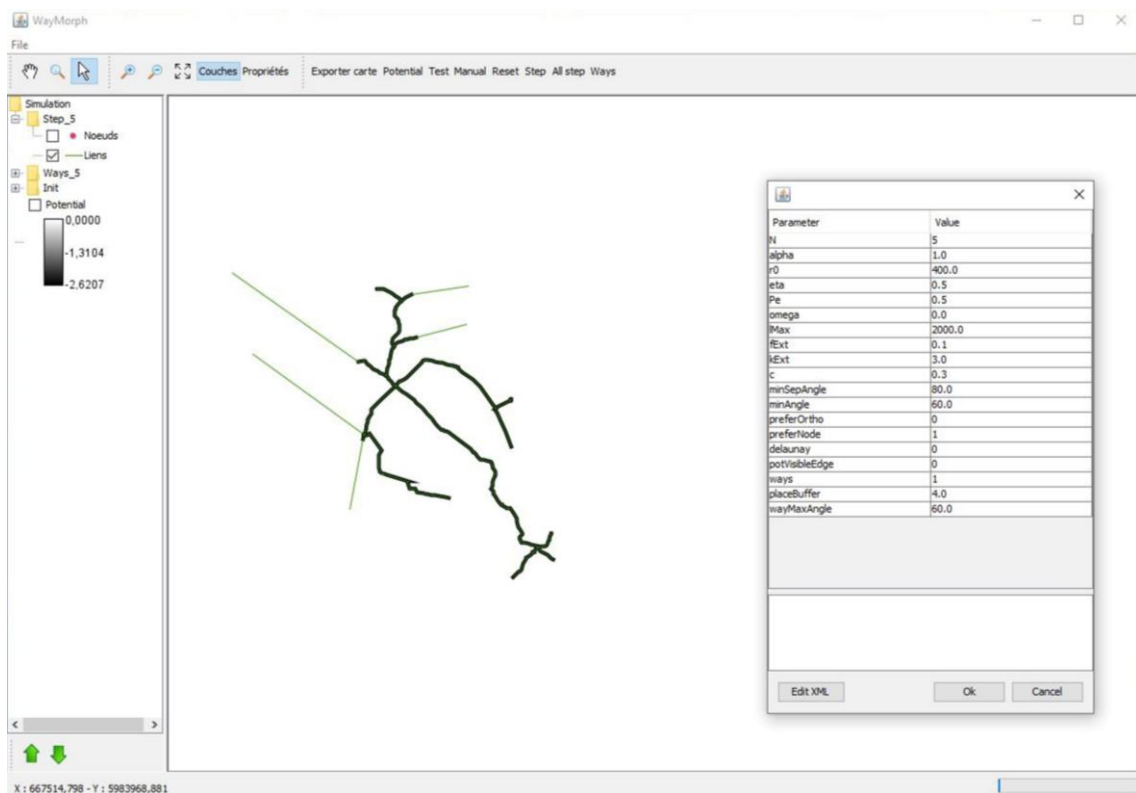 WayMorph
File
Couches Propriétés Exporter carte Potential Test Manual Reset Step All step Ways
Simulation
Step_5
Noeuds
Liens
Ways_5
Init
Potential
0,0000
-1,3104
-2,6207
Parameter Value
N 5
alpha 1.0
r0 400.0
eta 0.5
Pe 0.5
omega 0.0
lMax 2000.0
fExt 0.1
kExt 3.0
c 0.3
minSepAngle 80.0
minAngle 60.0
preferOrtho 0
preferNode 1
delaunay 0
potVisibleEdge 0
ways 1
placeBuffer 4.0
wayMaxAngle 60.0
Edit XML Ok Cancel
X : 667514,798 - Y : 5983968,881